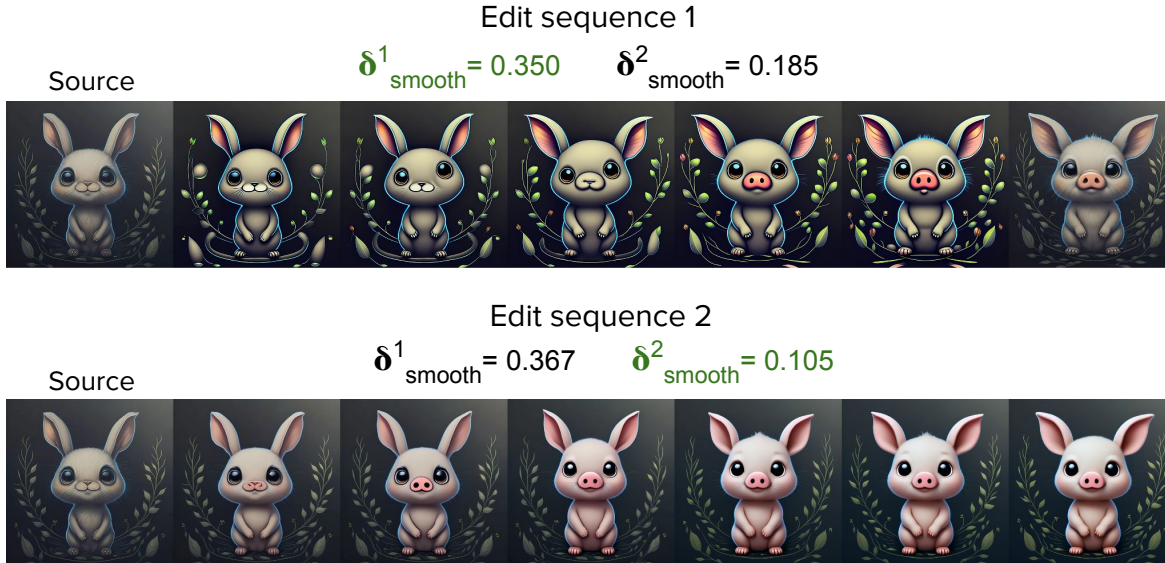 Edit sequence 1
δ¹smooth= 0.350 δ²smooth= 0.185
Source
Edit sequence 2
δ¹smooth= 0.367 δ²smooth= 0.105
Source